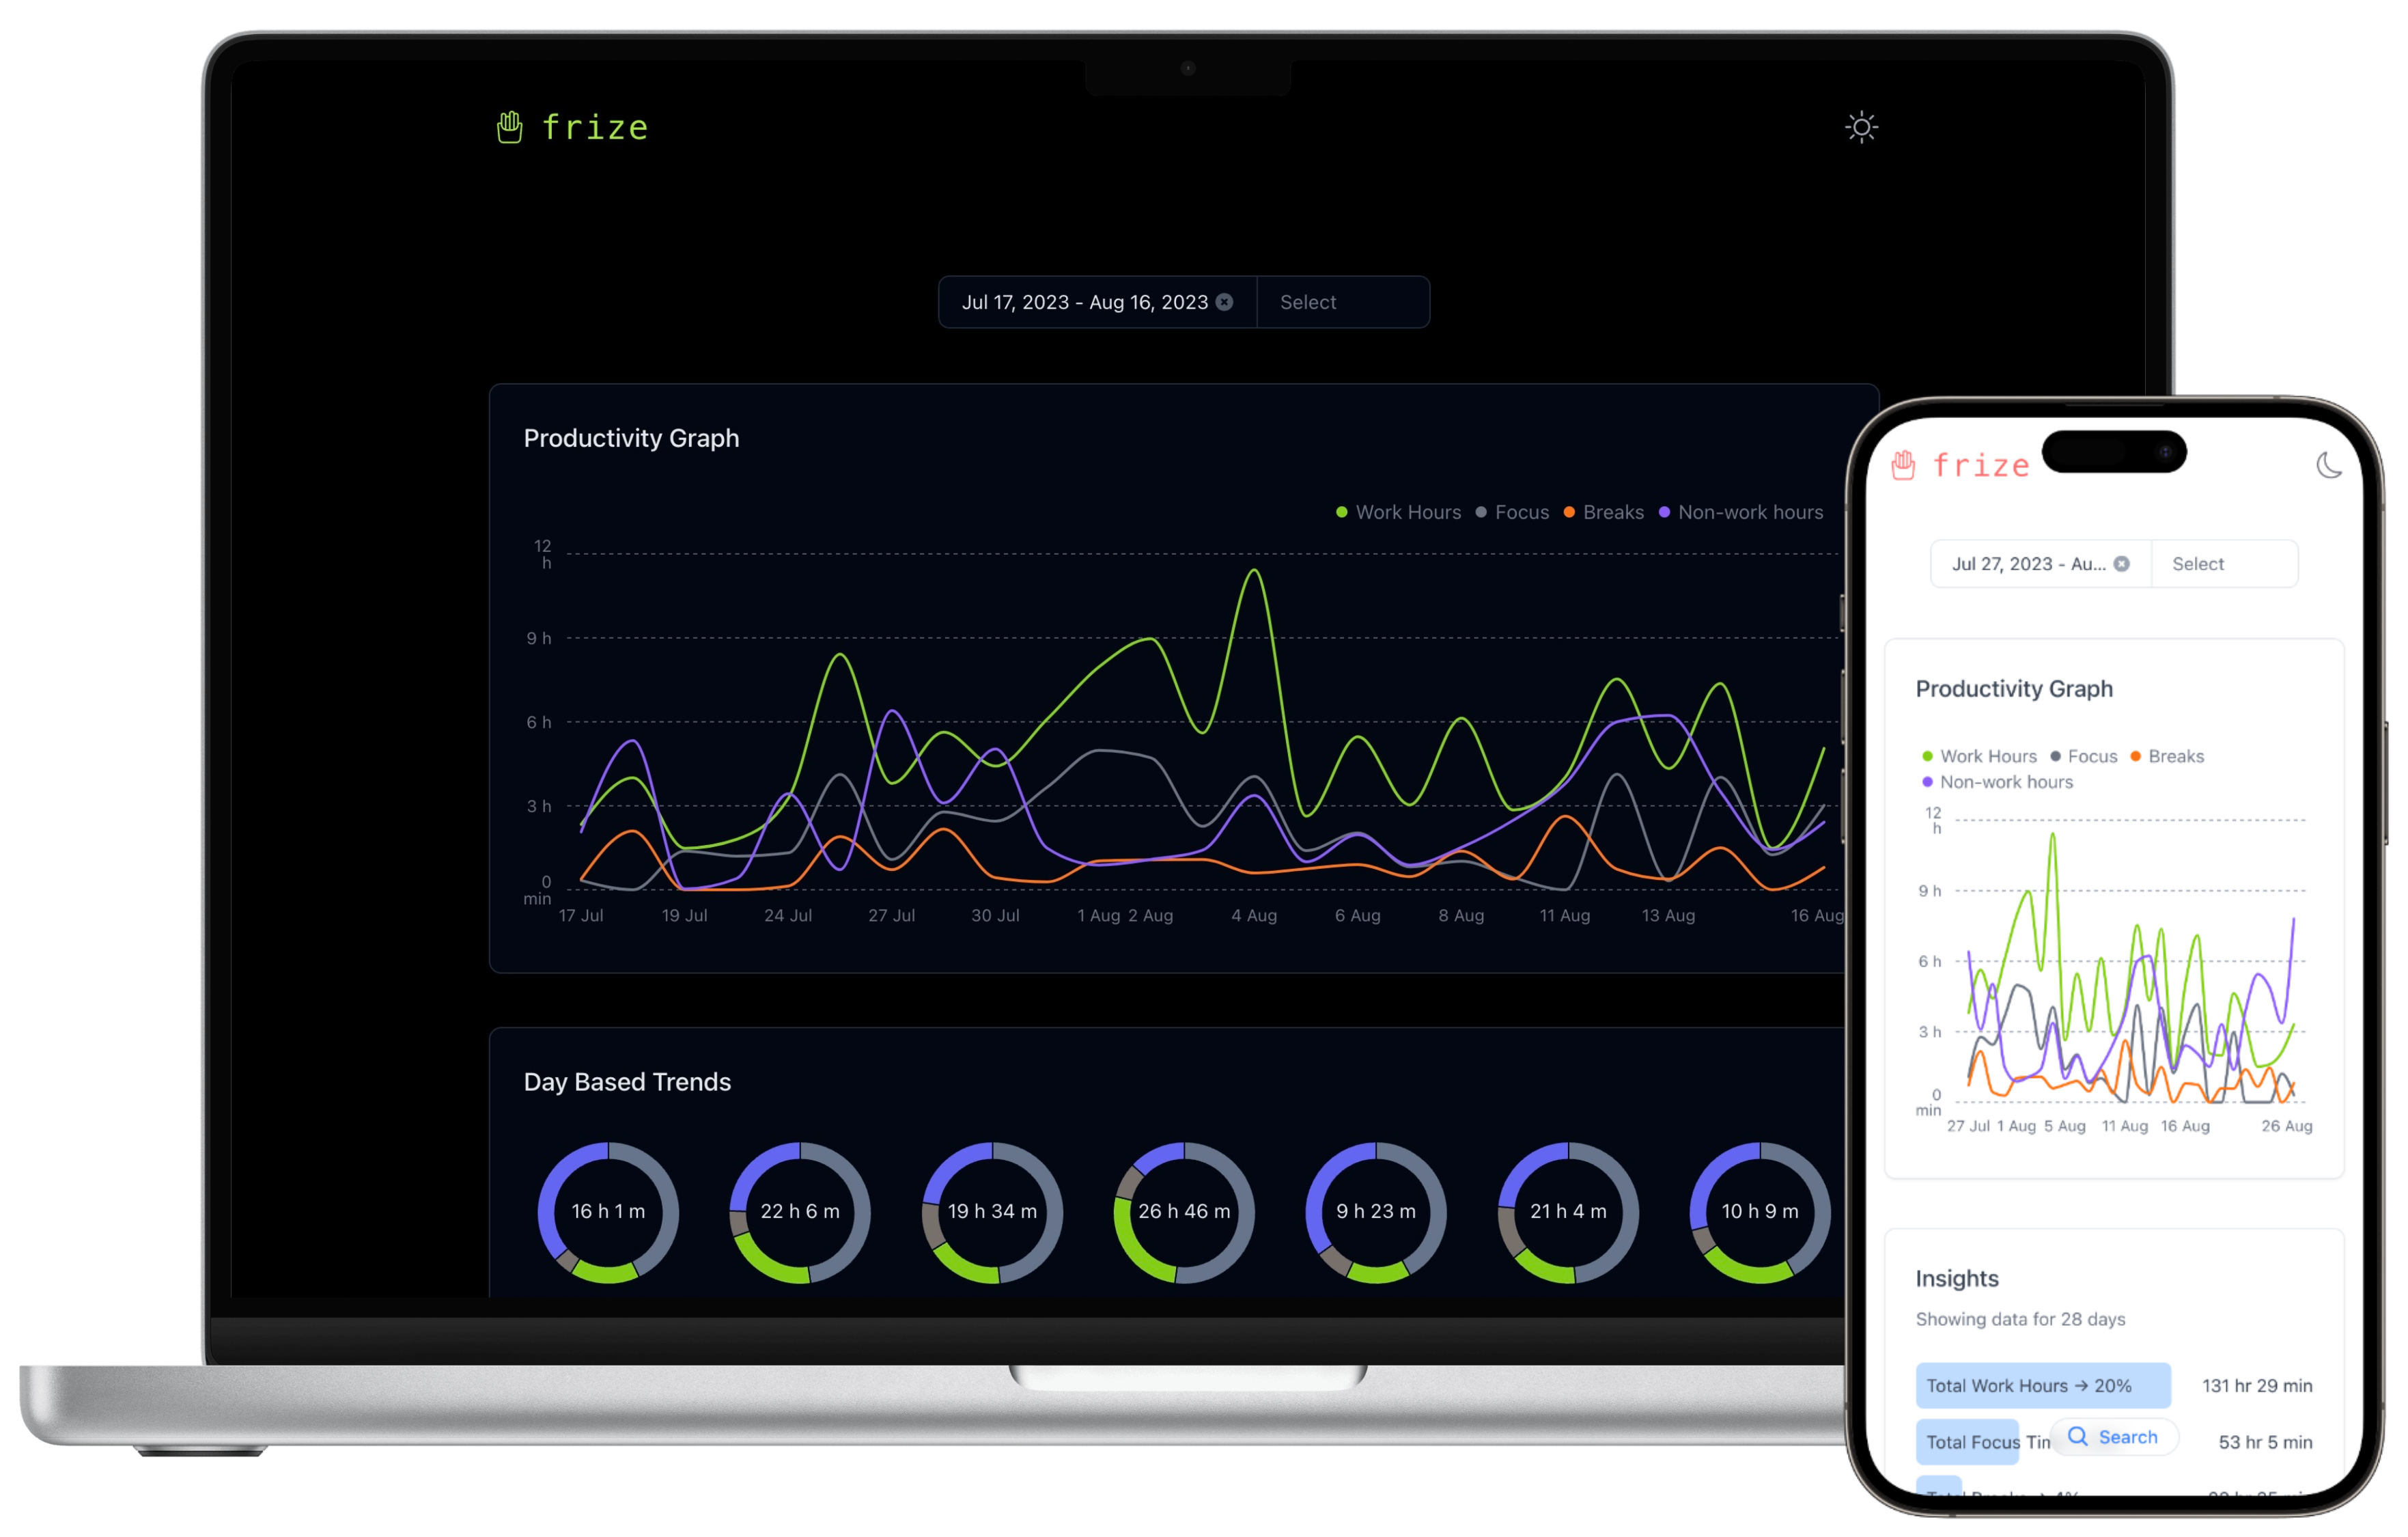 frize
Jul 17, 2023 - Aug 16, 2023 Select
Productivity Graph
Work Hours Focus Breaks Non-work hours
12
h
9 h
6 h
3 h
0
min
17 Jul 19 Jul 24 Jul 27 Jul 30 Jul 1 Aug 2 Aug 4 Aug 6 Aug 8 Aug 11 Aug 13 Aug 16 Aug
Day Based Trends
16 h 1 m 22 h 6 m 19 h 34 m 26 h 46 m 9 h 23 m 21 h 4 m 10 h 9 m
frize
Jul 27, 2023 - Au... Select
Productivity Graph
Work Hours Focus Breaks
Non-work hours
12
h
9 h
6 h
3 h
0
min
27 Jul 1 Aug 5 Aug 11 Aug 16 Aug 26 Aug
Insights
Showing data for 28 days
Total Work Hours → 20% 131 hr 29 min
Total Focus Tim 53 hr 5 min
Search